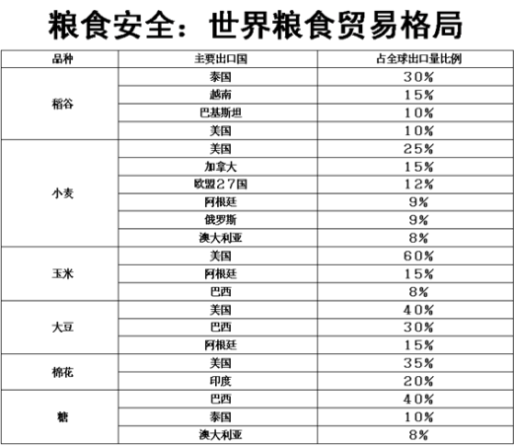 粮食安全：世界粮食贸易格局
品种 主要出口国 占全球出口量比例
稻谷 泰国 30%
越南 15%
巴基斯坦 10%
美国 10%
小麦 美国 25%
加拿大 15%
欧盟27国 12%
阿根廷 9%
俄罗斯 9%
澳大利亚 8%
玉米 美国 60%
阿根廷 15%
巴西 8%
大豆 美国 40%
巴西 30%
阿根廷 15%
棉花 美国 35%
印度 20%
糖 巴西 40%
泰国 10%
澳大利亚 8%